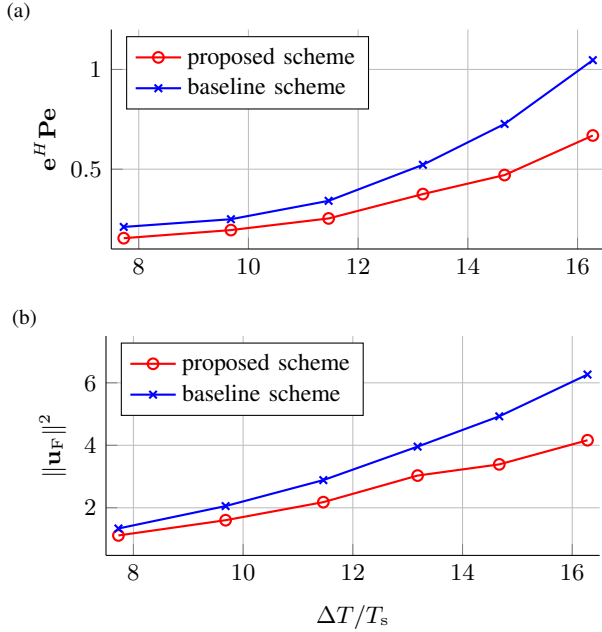 (a)
proposed scheme
baseline scheme
1
0.5
e^H Pe
8 10 12 14 16
(b)
proposed scheme
baseline scheme
6
4
2
‖u_F‖²
8 10 12 14 16
ΔT/T_s